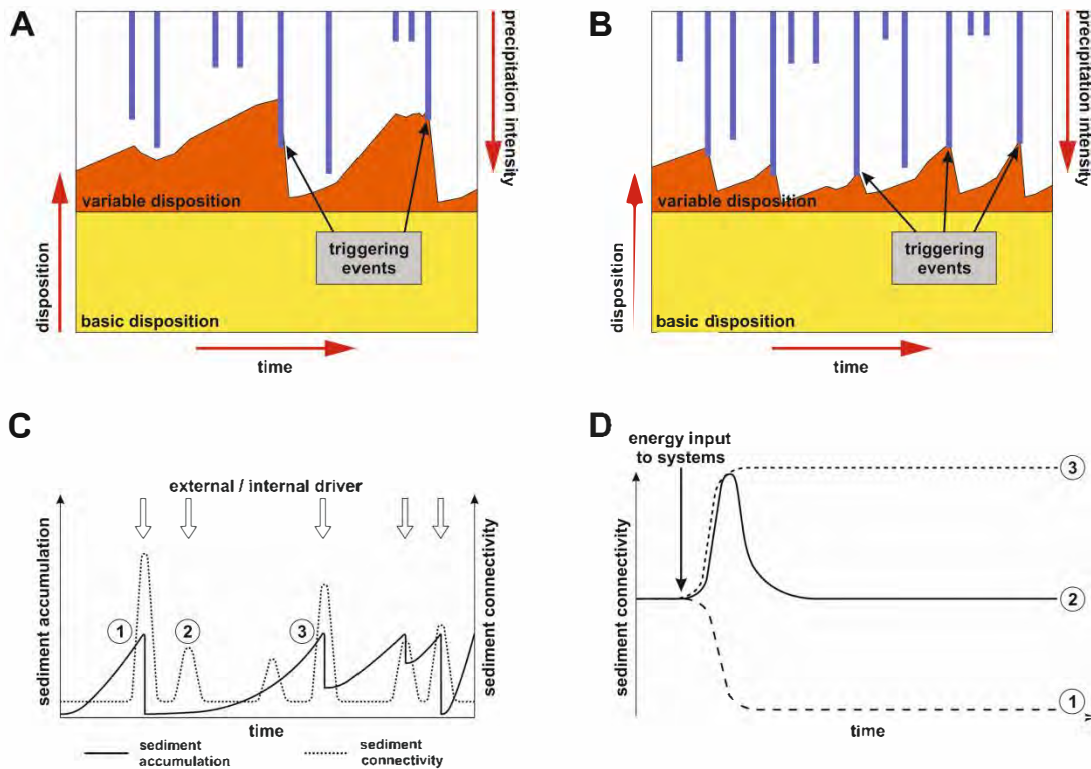 A
precipitation intensity
disposition
variable disposition
triggering
events
basic disposition
time
B
precipitation intensity
disposition
variable disposition
triggering
events
basic disposition
time
C
external / internal driver
sediment accumulation
sediment connectivity
1
2
3
time
sediment
accumulation
sediment
connectivity
D
energy input
to systems
sediment connectivity
3
2
1
time